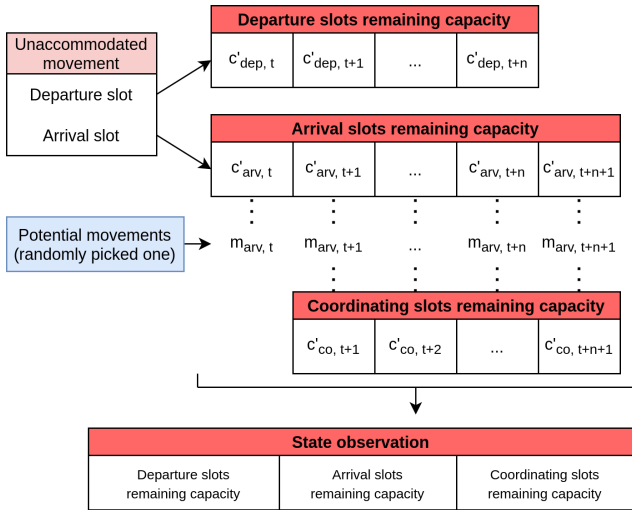 Departure slots remaining capacity
Unaccommodated
movement
Departure slot
Arrival slot
c'dep, t c'dep, t+1 ... c'dep, t+n
Arrival slots remaining capacity
c'arv, t c'arv, t+1 ... c'arv, t+n c'arv, t+n+1
Potential movements
(randomly picked one)
marv, t marv, t+1 ... marv, t+n marv, t+n+1
Coordinating slots remaining capacity
c'co, t+1 c'co, t+2 ... c'co, t+n+1
State observation
Departure slots
remaining capacity
Arrival slots
remaining capacity
Coordinating slots
remaining capacity